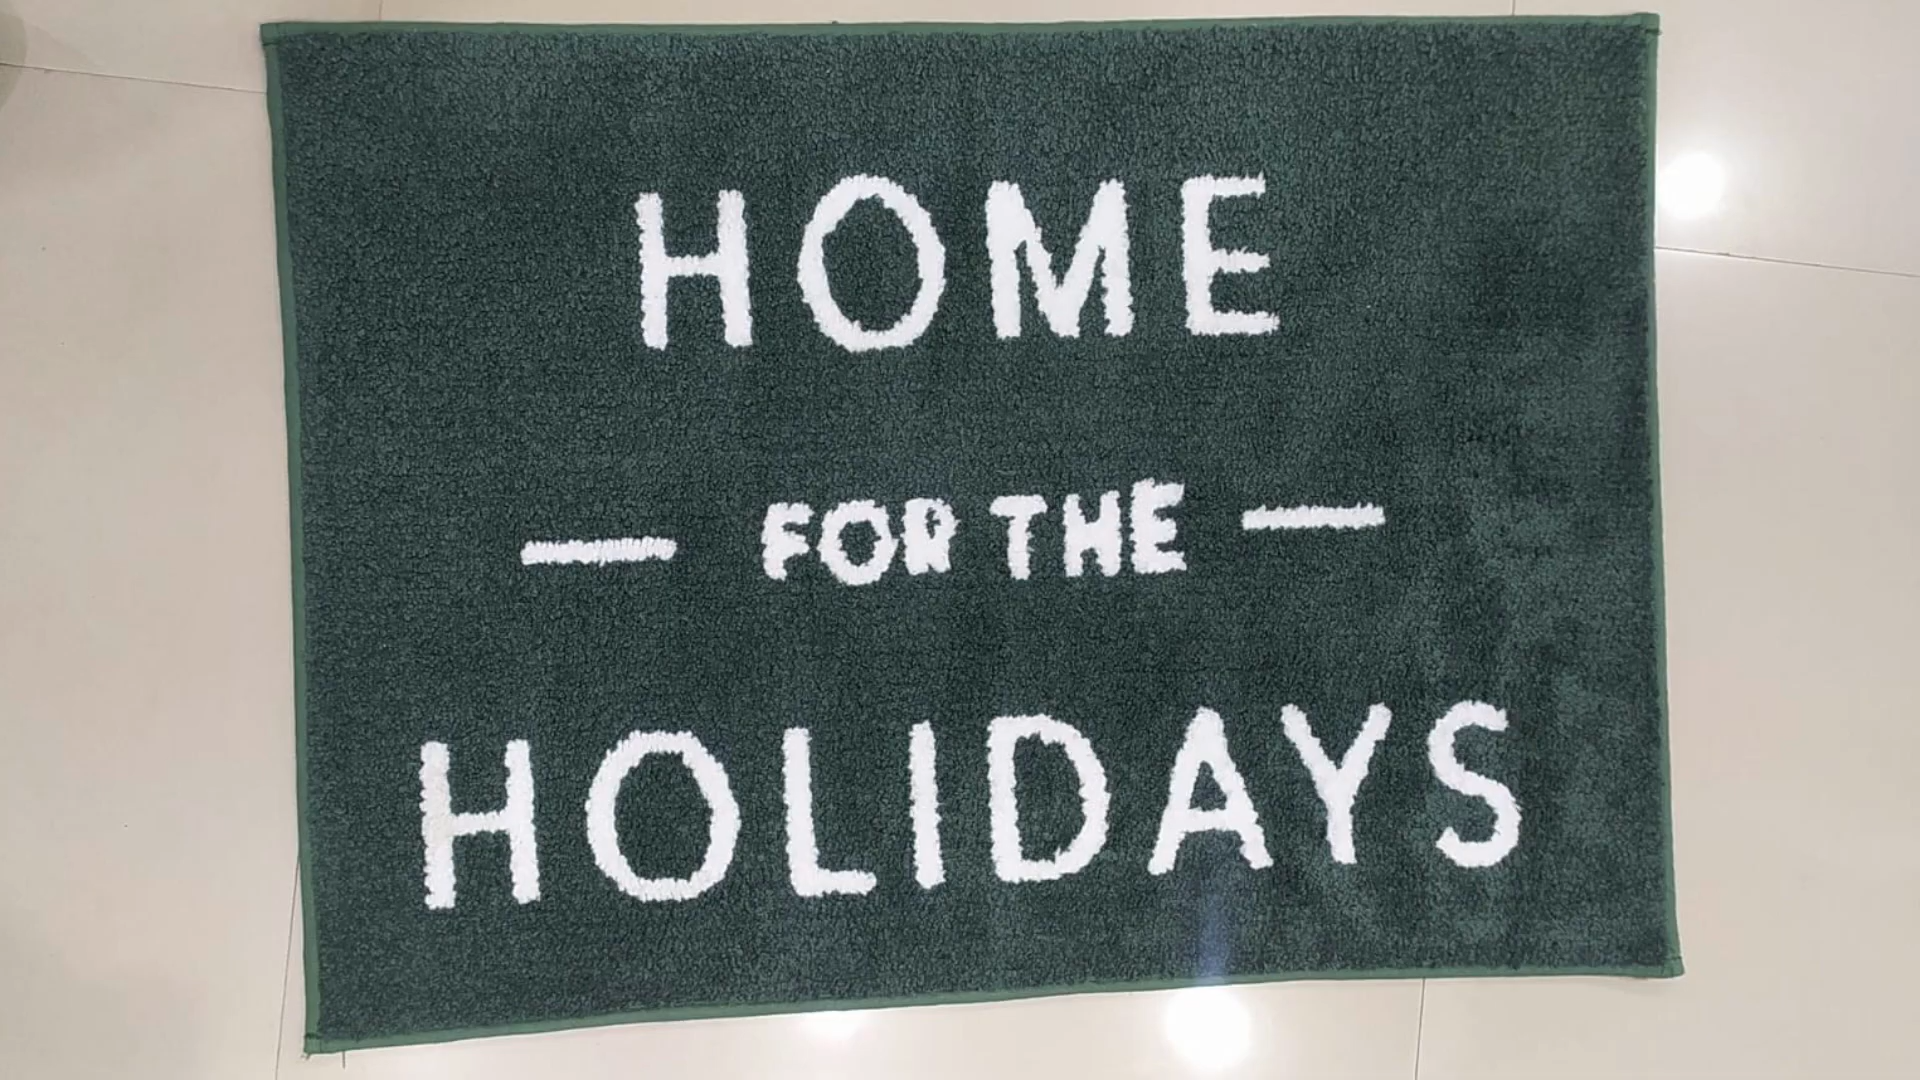 HOME
— FOR THE —
HOLIDAYS